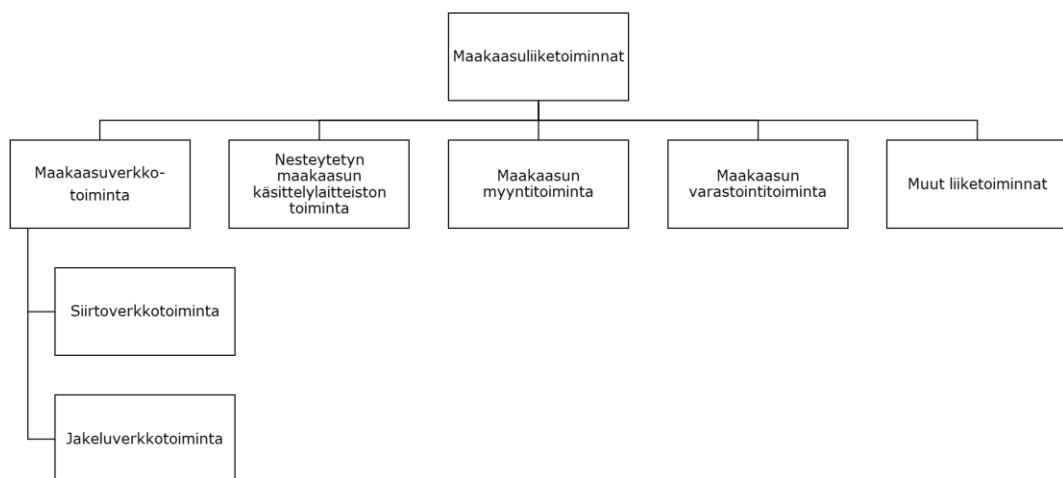 Maakaasuliiketoiminnat
Maakaasuverkko-
toiminta
Nesteytetyn
maakaasun
käsittelylaitteiston
toiminta
Maakaasun
myyntitoiminta
Maakaasun
varastointitoiminta
Muut liiketoiminnat
Siirtoverkkotoiminta
Jakeluverkkotoiminta